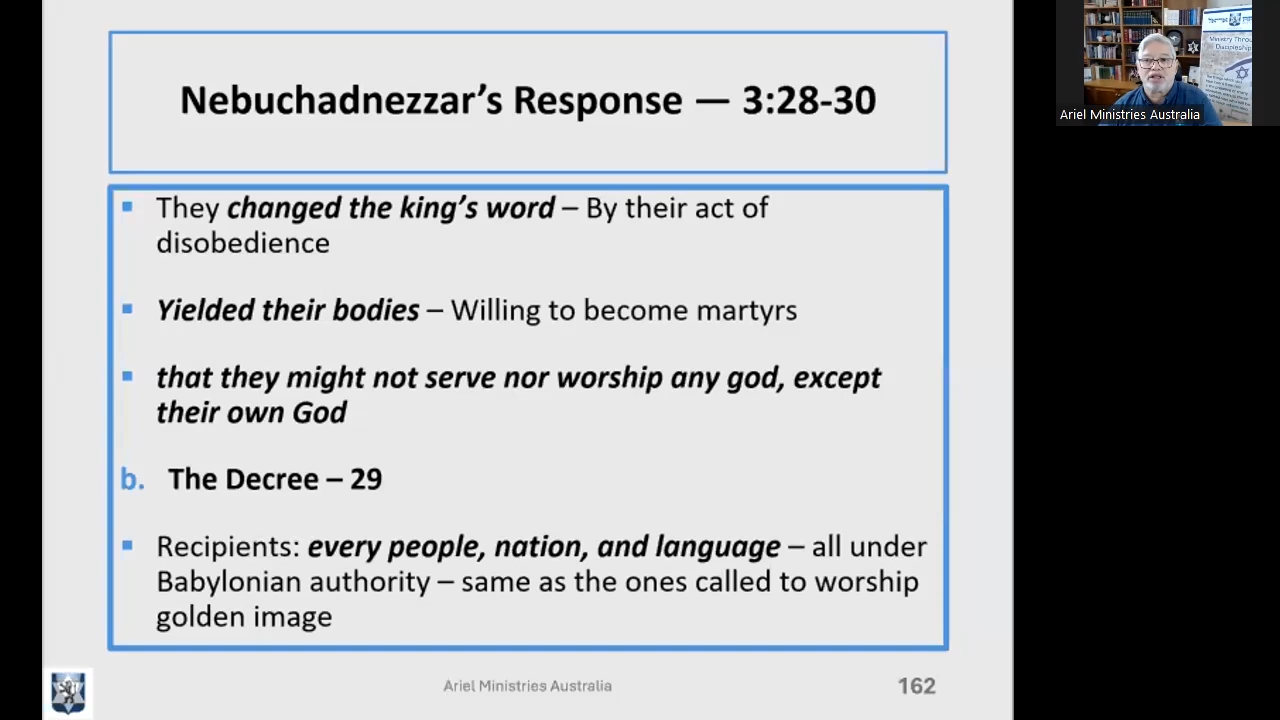 Nebuchadnezzar's Response — 3:28-30
▪ They changed the king's word – By their act of
disobedience
▪ Yielded their bodies – Willing to become martyrs
▪ that they might not serve nor worship any god, except
their own God
b. The Decree – 29
▪ Recipients: every people, nation, and language – all under
Babylonian authority – same as the ones called to worship
golden image
Ariel Ministries Australia
162
Ministry Through
Discipleship
Ariel Ministries Australia